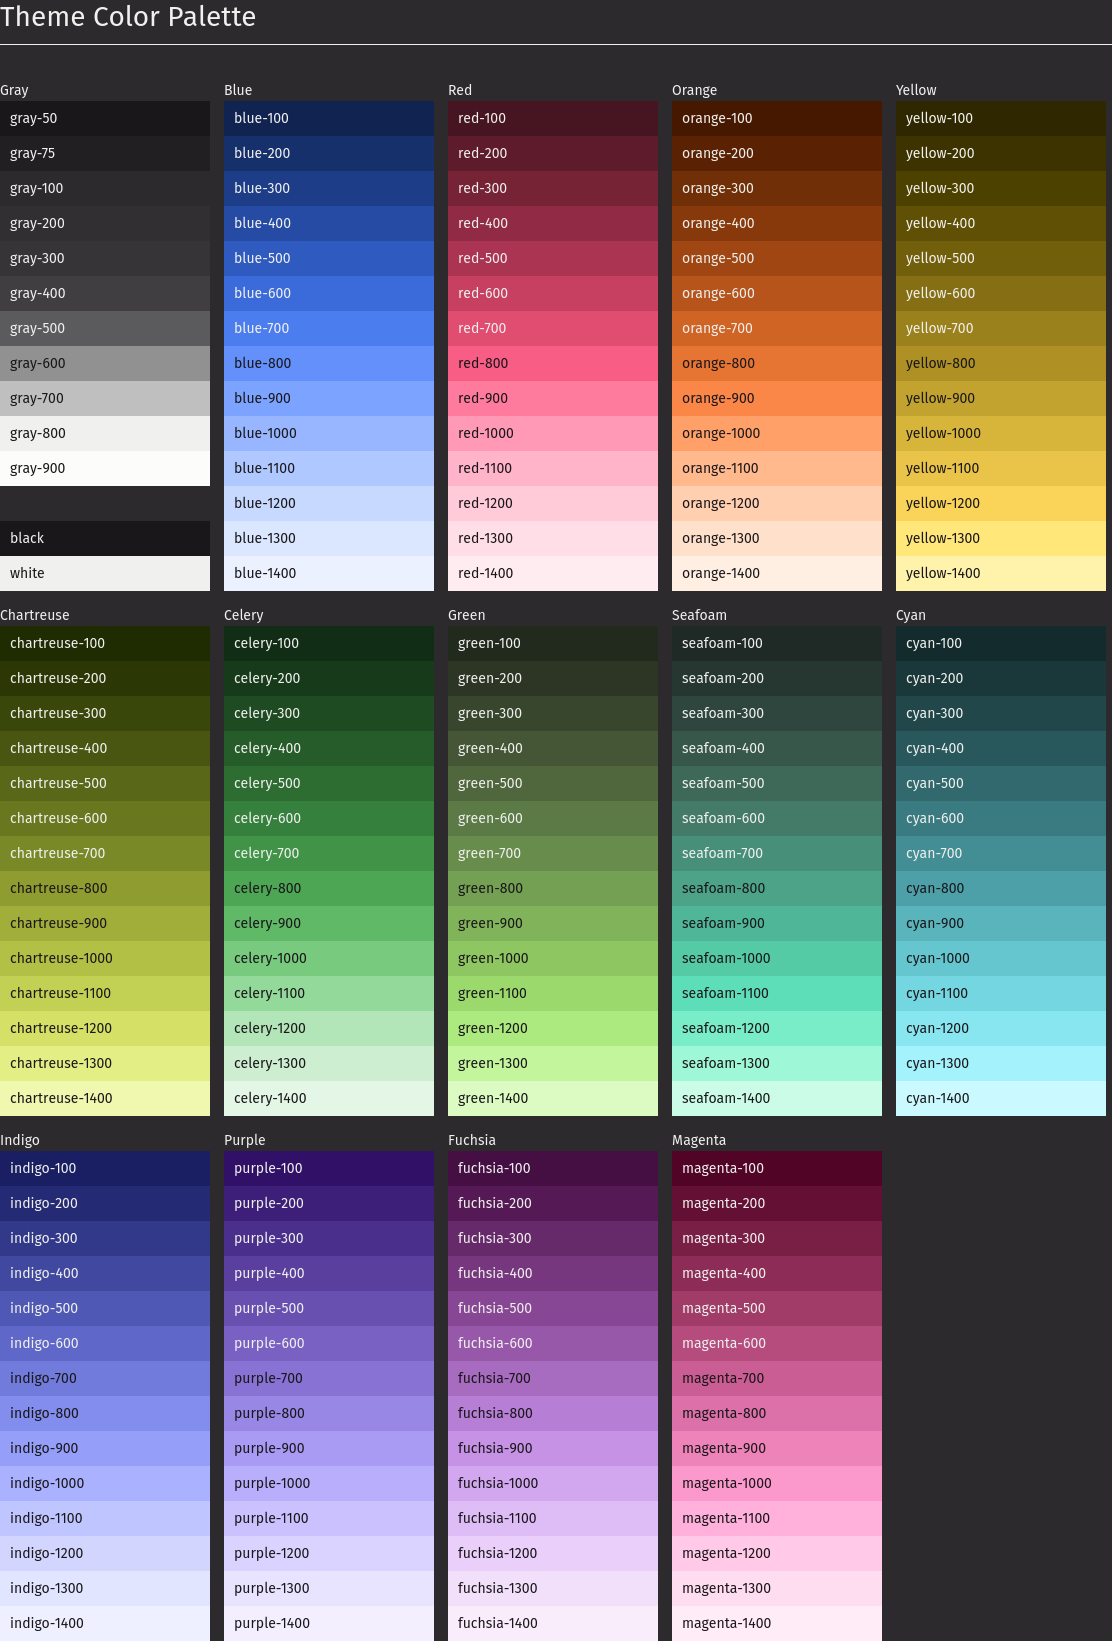 Theme Color Palette
Gray
gray-50
gray-75
gray-100
gray-200
gray-300
gray-400
gray-500
gray-600
gray-700
gray-800
gray-900
black
white
Blue
blue-100
blue-200
blue-300
blue-400
blue-500
blue-600
blue-700
blue-800
blue-900
blue-1000
blue-1100
blue-1200
blue-1300
blue-1400
Red
red-100
red-200
red-300
red-400
red-500
red-600
red-700
red-800
red-900
red-1000
red-1100
red-1200
red-1300
red-1400
Orange
orange-100
orange-200
orange-300
orange-400
orange-500
orange-600
orange-700
orange-800
orange-900
orange-1000
orange-1100
orange-1200
orange-1300
orange-1400
Yellow
yellow-100
yellow-200
yellow-300
yellow-400
yellow-500
yellow-600
yellow-700
yellow-800
yellow-900
yellow-1000
yellow-1100
yellow-1200
yellow-1300
yellow-1400
Chartreuse
chartreuse-100
chartreuse-200
chartreuse-300
chartreuse-400
chartreuse-500
chartreuse-600
chartreuse-700
chartreuse-800
chartreuse-900
chartreuse-1000
chartreuse-1100
chartreuse-1200
chartreuse-1300
chartreuse-1400
Celery
celery-100
celery-200
celery-300
celery-400
celery-500
celery-600
celery-700
celery-800
celery-900
celery-1000
celery-1100
celery-1200
celery-1300
celery-1400
Green
green-100
green-200
green-300
green-400
green-500
green-600
green-700
green-800
green-900
green-1000
green-1100
green-1200
green-1300
green-1400
Seafoam
seafoam-100
seafoam-200
seafoam-300
seafoam-400
seafoam-500
seafoam-600
seafoam-700
seafoam-800
seafoam-900
seafoam-1000
seafoam-1100
seafoam-1200
seafoam-1300
seafoam-1400
Cyan
cyan-100
cyan-200
cyan-300
cyan-400
cyan-500
cyan-600
cyan-700
cyan-800
cyan-900
cyan-1000
cyan-1100
cyan-1200
cyan-1300
cyan-1400
Indigo
indigo-100
indigo-200
indigo-300
indigo-400
indigo-500
indigo-600
indigo-700
indigo-800
indigo-900
indigo-1000
indigo-1100
indigo-1200
indigo-1300
indigo-1400
Purple
purple-100
purple-200
purple-300
purple-400
purple-500
purple-600
purple-700
purple-800
purple-900
purple-1000
purple-1100
purple-1200
purple-1300
purple-1400
Fuchsia
fuchsia-100
fuchsia-200
fuchsia-300
fuchsia-400
fuchsia-500
fuchsia-600
fuchsia-700
fuchsia-800
fuchsia-900
fuchsia-1000
fuchsia-1100
fuchsia-1200
fuchsia-1300
fuchsia-1400
Magenta
magenta-100
magenta-200
magenta-300
magenta-400
magenta-500
magenta-600
magenta-700
magenta-800
magenta-900
magenta-1000
magenta-1100
magenta-1200
magenta-1300
magenta-1400